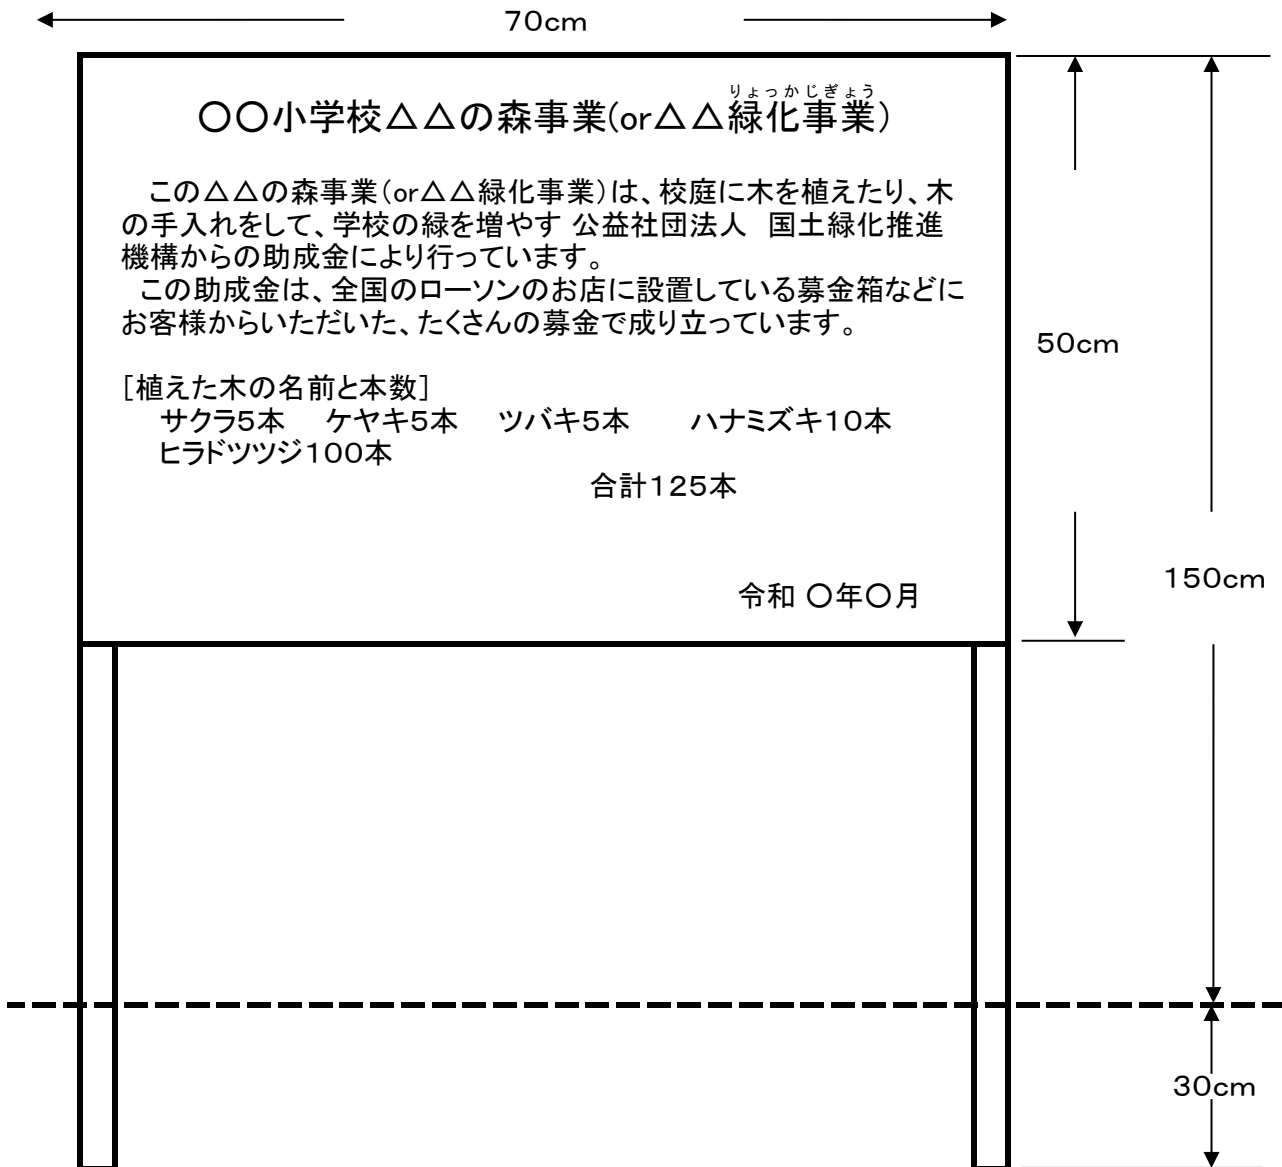 70cm
〇〇小学校△△の森事業(or△△緑化事業)
りょっかじぎょう
この△△の森事業(or△△緑化事業)は、校庭に木を植えたり、木
の手入れをして、学校の緑を増やす 公益社団法人　国土緑化推進
機構からの助成金により行っています。
この助成金は、全国のローソンのお店に設置している募金箱などに
お客様からいただいた、たくさんの募金で成り立っています。
[植えた木の名前と本数]
サクラ5本　ケヤキ5本　ツバキ5本　ハナミズキ10本
ヒラドツツジ100本
合計125本
令和 〇年〇月
50cm
150cm
30cm